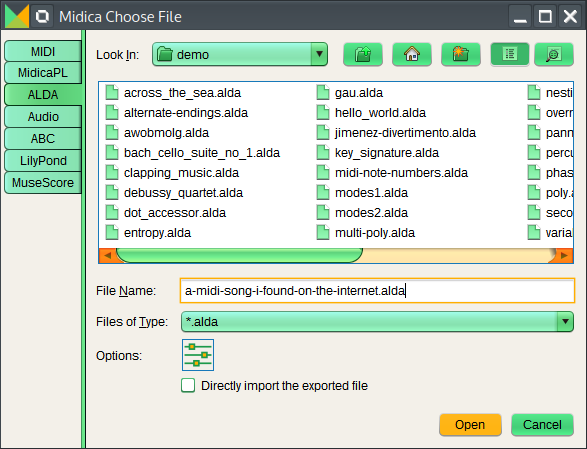 Midica Choose File
MIDI
MidicaPL
ALDA
Audio
ABC
LilyPond
MuseScore
Look In: demo
across_the_sea.alda
alternate-endings.alda
awobmolg.alda
bach_cello_suite_no_1.alda
clapping_music.alda
debussy_quartet.alda
dot_accessor.alda
entropy.alda
gau.alda
hello_world.alda
jimenez-divertimento.alda
key_signature.alda
midi-note-numbers.alda
modes1.alda
modes2.alda
multi-poly.alda
nesti
overr
pann
percu
phas
poly.a
seco
variab
File Name: a-midi-song-i-found-on-the-internet.alda
Files of Type: *.alda
Options:
Directly import the exported file
Open Cancel